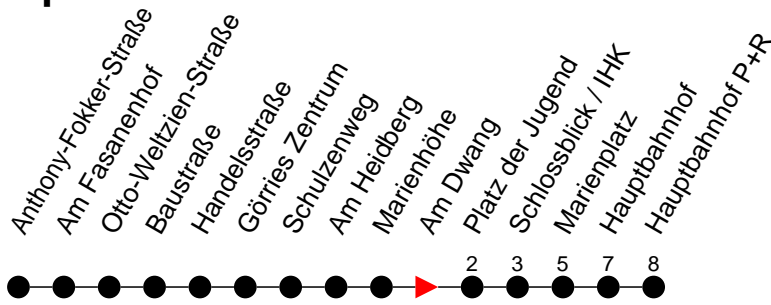 Anthony-Fokker-Straße
Am Fasanenhof
Otto-Weltzien-Straße
Baustraße
Handelsstraße
Görries Zentrum
Schulzenweg
Am Heidberg
Marienhöhe
Am Dwang
Platz der Jugend
Schlossblick / IHK
Marienplatz
Hauptbahnhof
Hauptbahnhof P+R
2 3 5 7 8